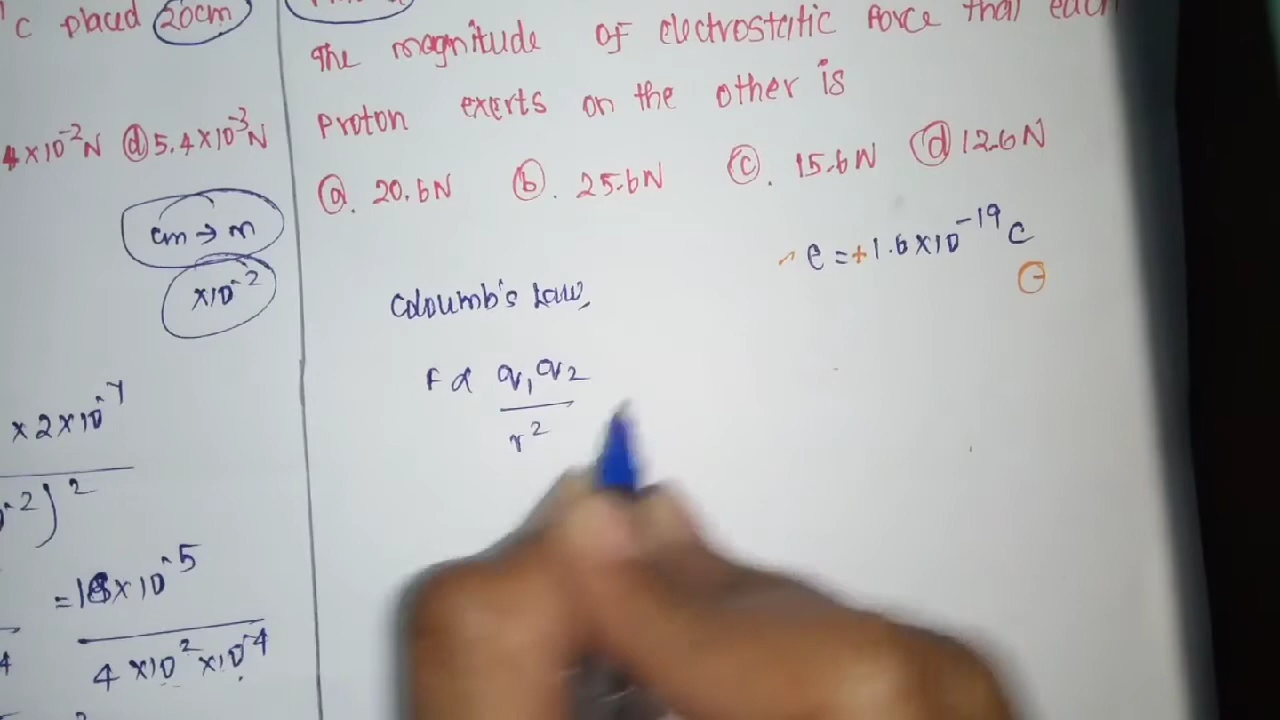 c placed 20cm
4×10⁻²N ⓓ 5.4×10⁻³N
cm → m
×10⁻²
×2×10⁻⁷
⁻²)²
=18×10⁻⁵
4×10²×10⁻⁴
The magnitude of electrostatic force that each
proton exerts on the other is
ⓐ. 20.6N ⓑ. 25.6N ⓒ. 15.6N ⓓ 12.6N
e = +1.6×10⁻¹⁹ C
Coloumb's Law,
F ∝ q₁q₂
r²